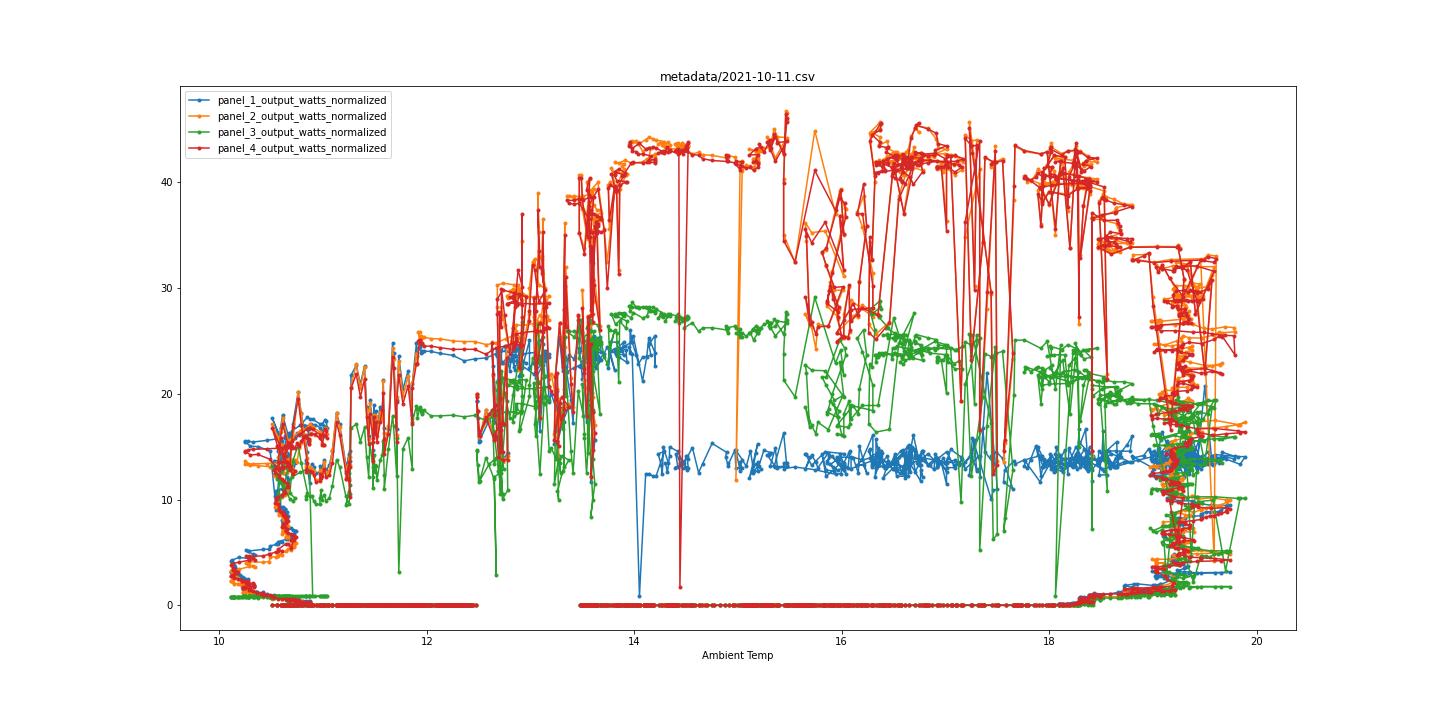 metadata/2021-10-11.csv
panel_1_output_watts_normalized
panel_2_output_watts_normalized
panel_3_output_watts_normalized
panel_4_output_watts_normalized
40
30
20
10
0
10 12 14 16 18 20
Ambient Temp